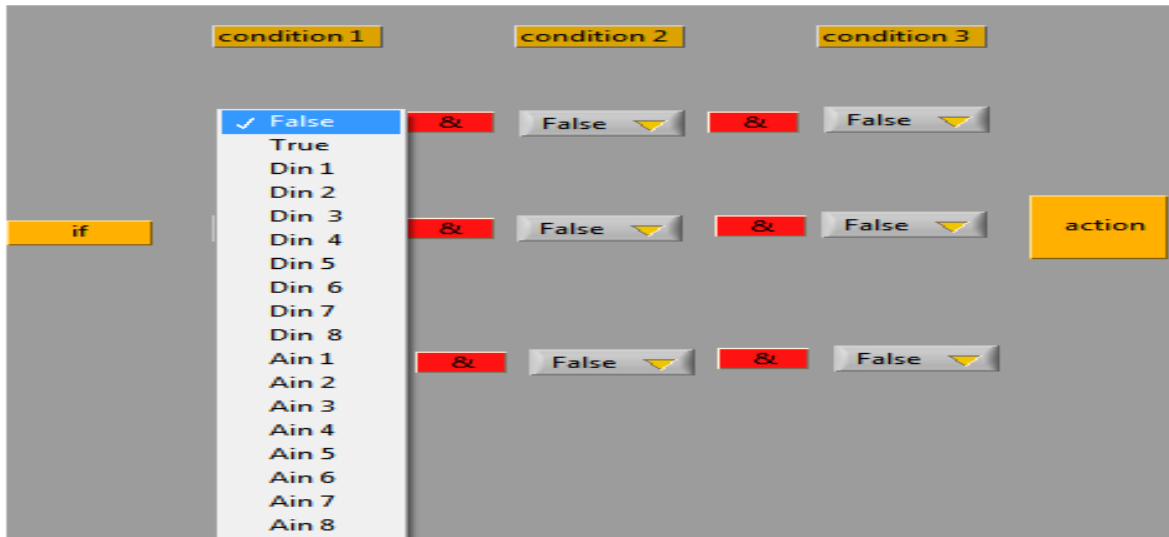 condition 1 condition 2 condition 3
✓ False & False & False
True
Din 1
Din 2
Din 3
if & False & False action
Din 4
Din 5
Din 6
Din 7
Din 8
Ain 1 & False & False
Ain 2
Ain 3
Ain 4
Ain 5
Ain 6
Ain 7
Ain 8